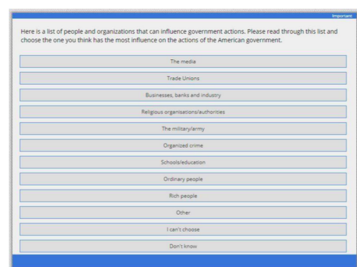 Important
Here is a list of people and organizations that can influence government actions. Please read through this list and
choose the one you think has the most influence on the actions of the American government.
The media
Trade Unions
Businesses, banks and industry
Religious organisations/authorities
The military/army
Organized crime
Schools/education
Ordinary people
Rich people
Other
I can't choose
Don't know